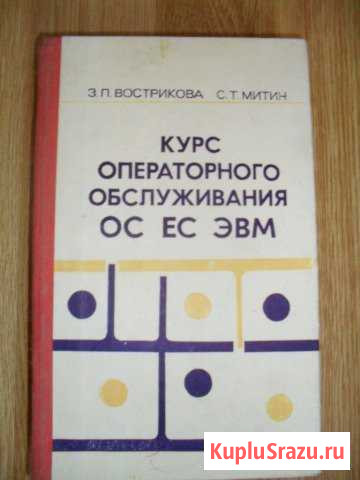 З.П. ВОСТРИКОВА С.Т. МИТИН
КУРС
ОПЕРАТОРНОГО
ОБСЛУЖИВАНИЯ
ОС ЕС ЭВМ
KupluSrazu.ru